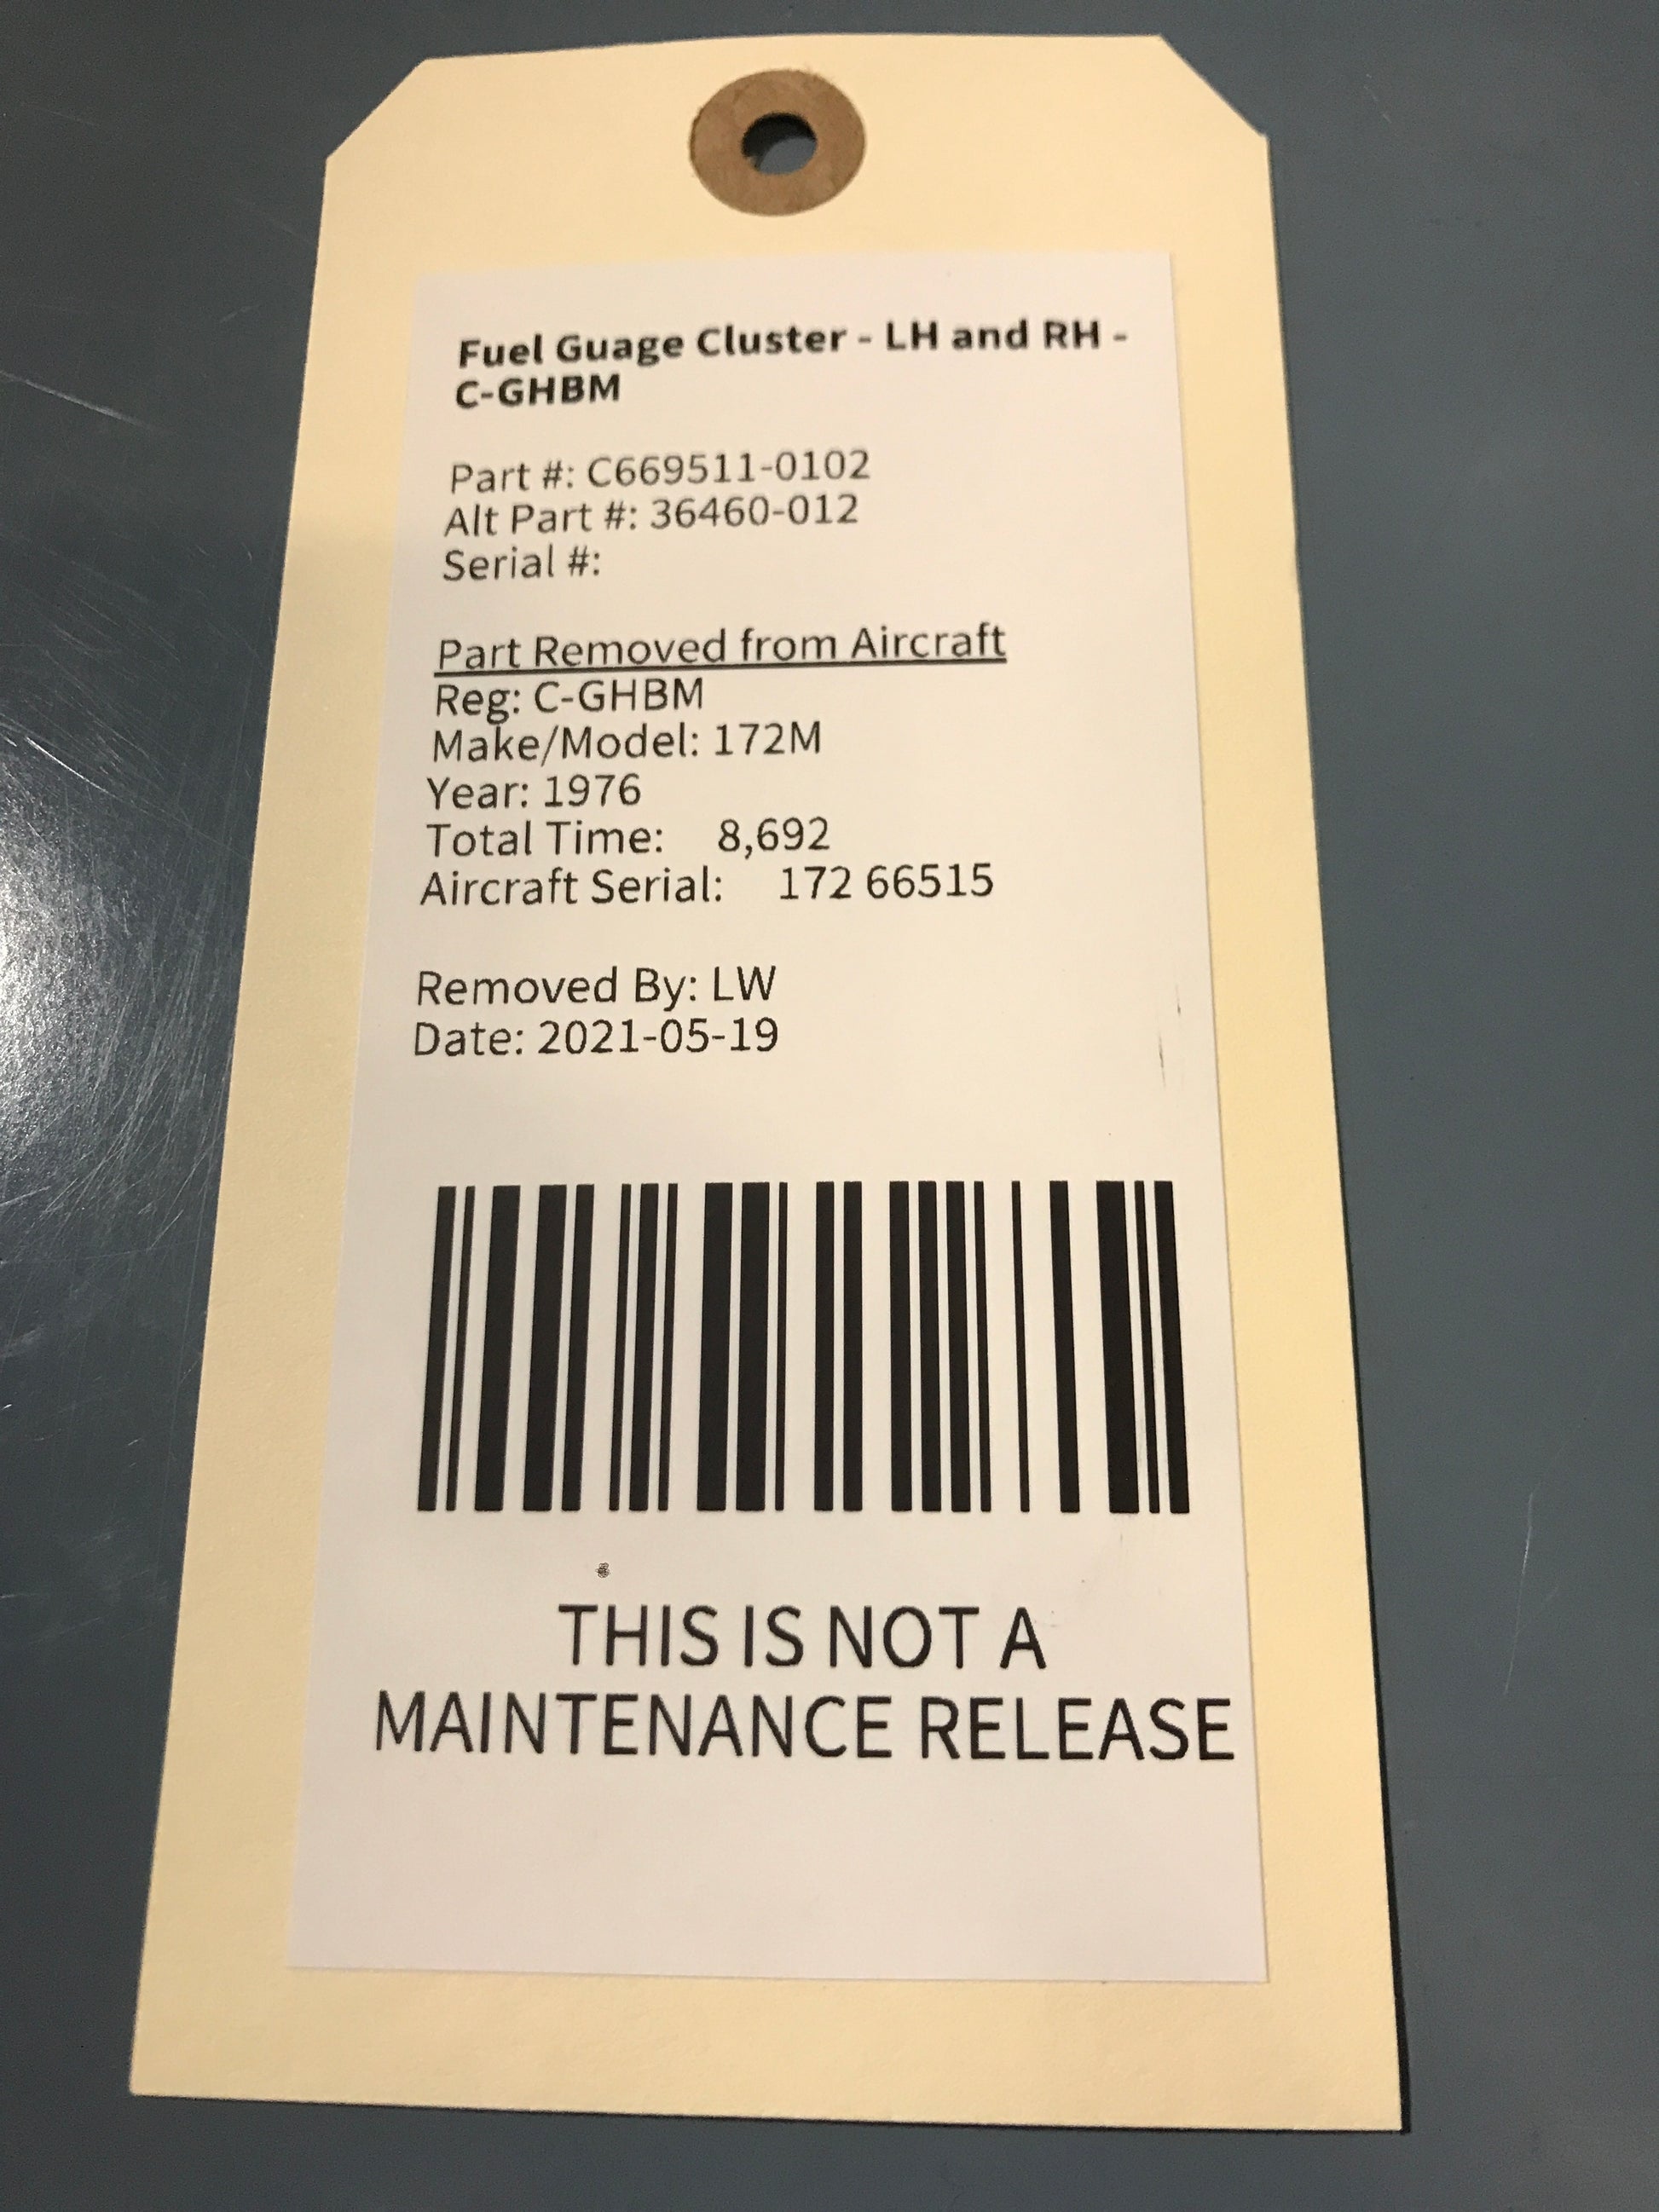 Fuel Guage Cluster - LH and RH -
C-GHBM
Part #: C669511-0102
Alt Part #: 36460-012
Serial #:
Part Removed from Aircraft
Reg: C-GHBM
Make/Model: 172M
Year: 1976
Total Time: 8,692
Aircraft Serial: 172 66515
Removed By: LW
Date: 2021-05-19
THIS IS NOT A
MAINTENANCE RELEASE